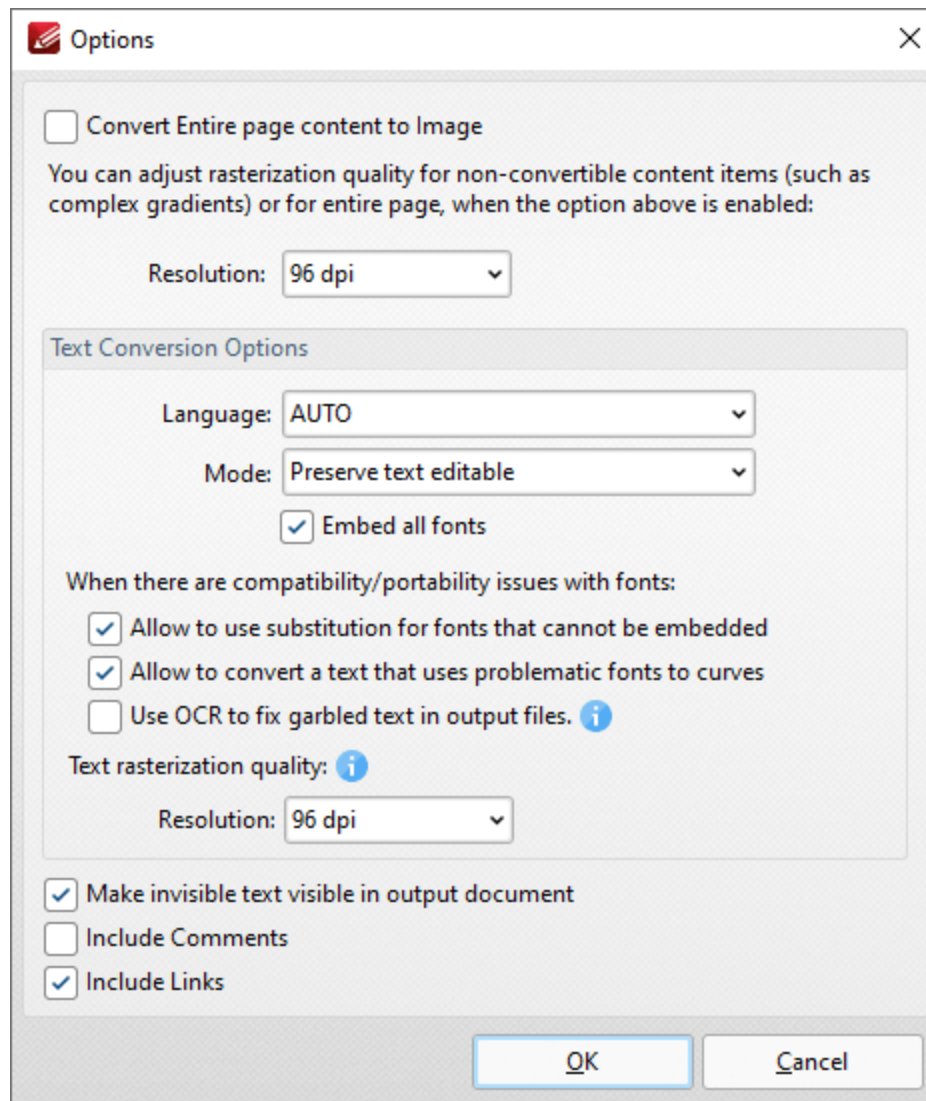 Options
Convert Entire page content to Image
You can adjust rasterization quality for non-convertible content items (such as
complex gradients) or for entire page, when the option above is enabled:
Resolution: 96 dpi
Text Conversion Options
Language: AUTO
Mode: Preserve text editable
Embed all fonts
When there are compatibility/portability issues with fonts:
Allow to use substitution for fonts that cannot be embedded
Allow to convert a text that uses problematic fonts to curves
Use OCR to fix garbled text in output files. i
Text rasterization quality: i
Resolution: 96 dpi
Make invisible text visible in output document
Include Comments
Include Links
OK Cancel